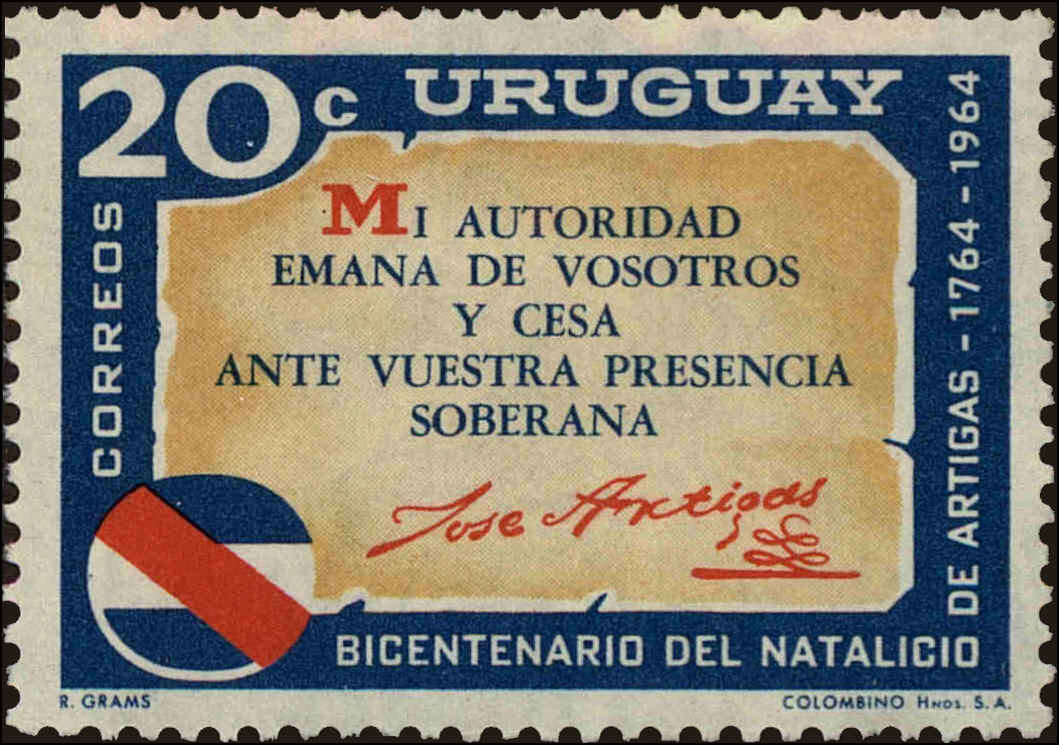 20c URUGUAY
CORREOS
MI AUTORIDAD
EMANA DE VOSOTROS
Y CESA
ANTE VUESTRA PRESENCIA
SOBERANA
Jose Artigas
BICENTENARIO DEL NATALICIO
DE ARTIGAS - 1764 - 1964
R. GRAMS
COLOMBINO HNOS. S.A.